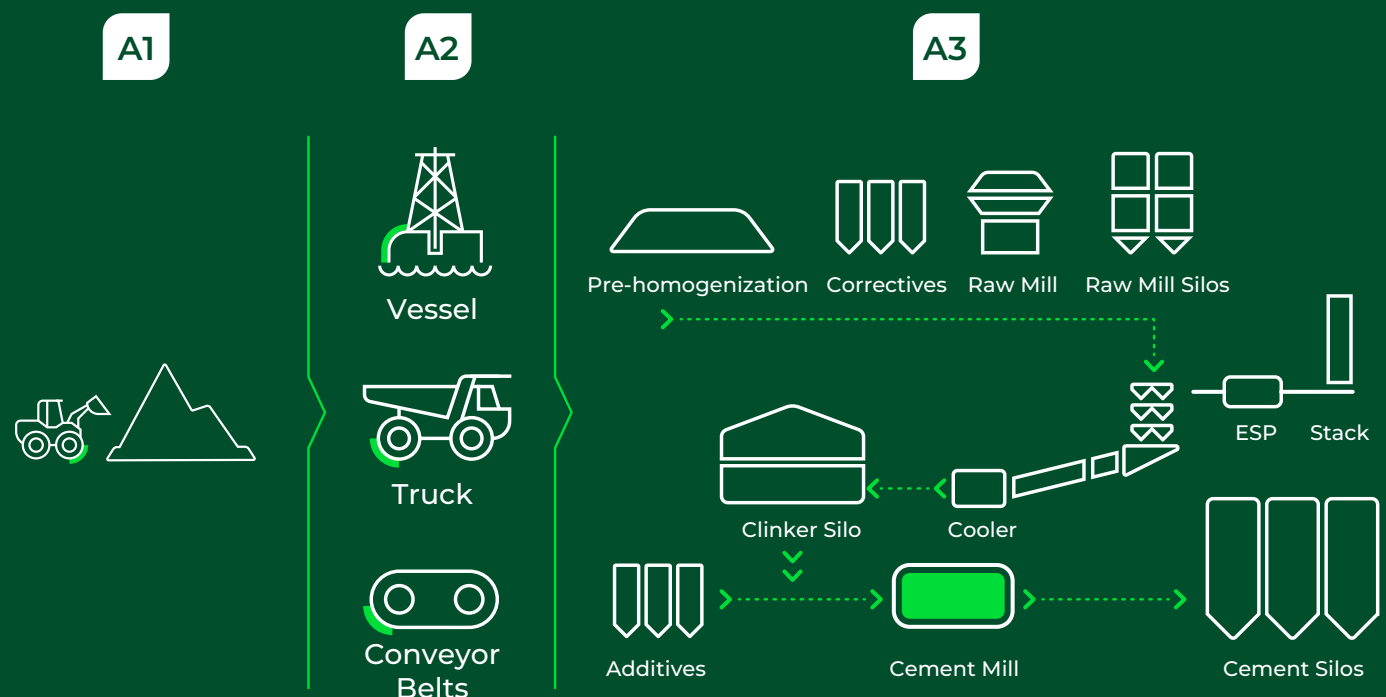 A1
A2
A3
Vessel
Truck
Conveyor
Belts
Pre-homogenization
Correctives
Raw Mill
Raw Mill Silos
ESP
Stack
Clinker Silo
Cooler
Additives
Cement Mill
Cement Silos